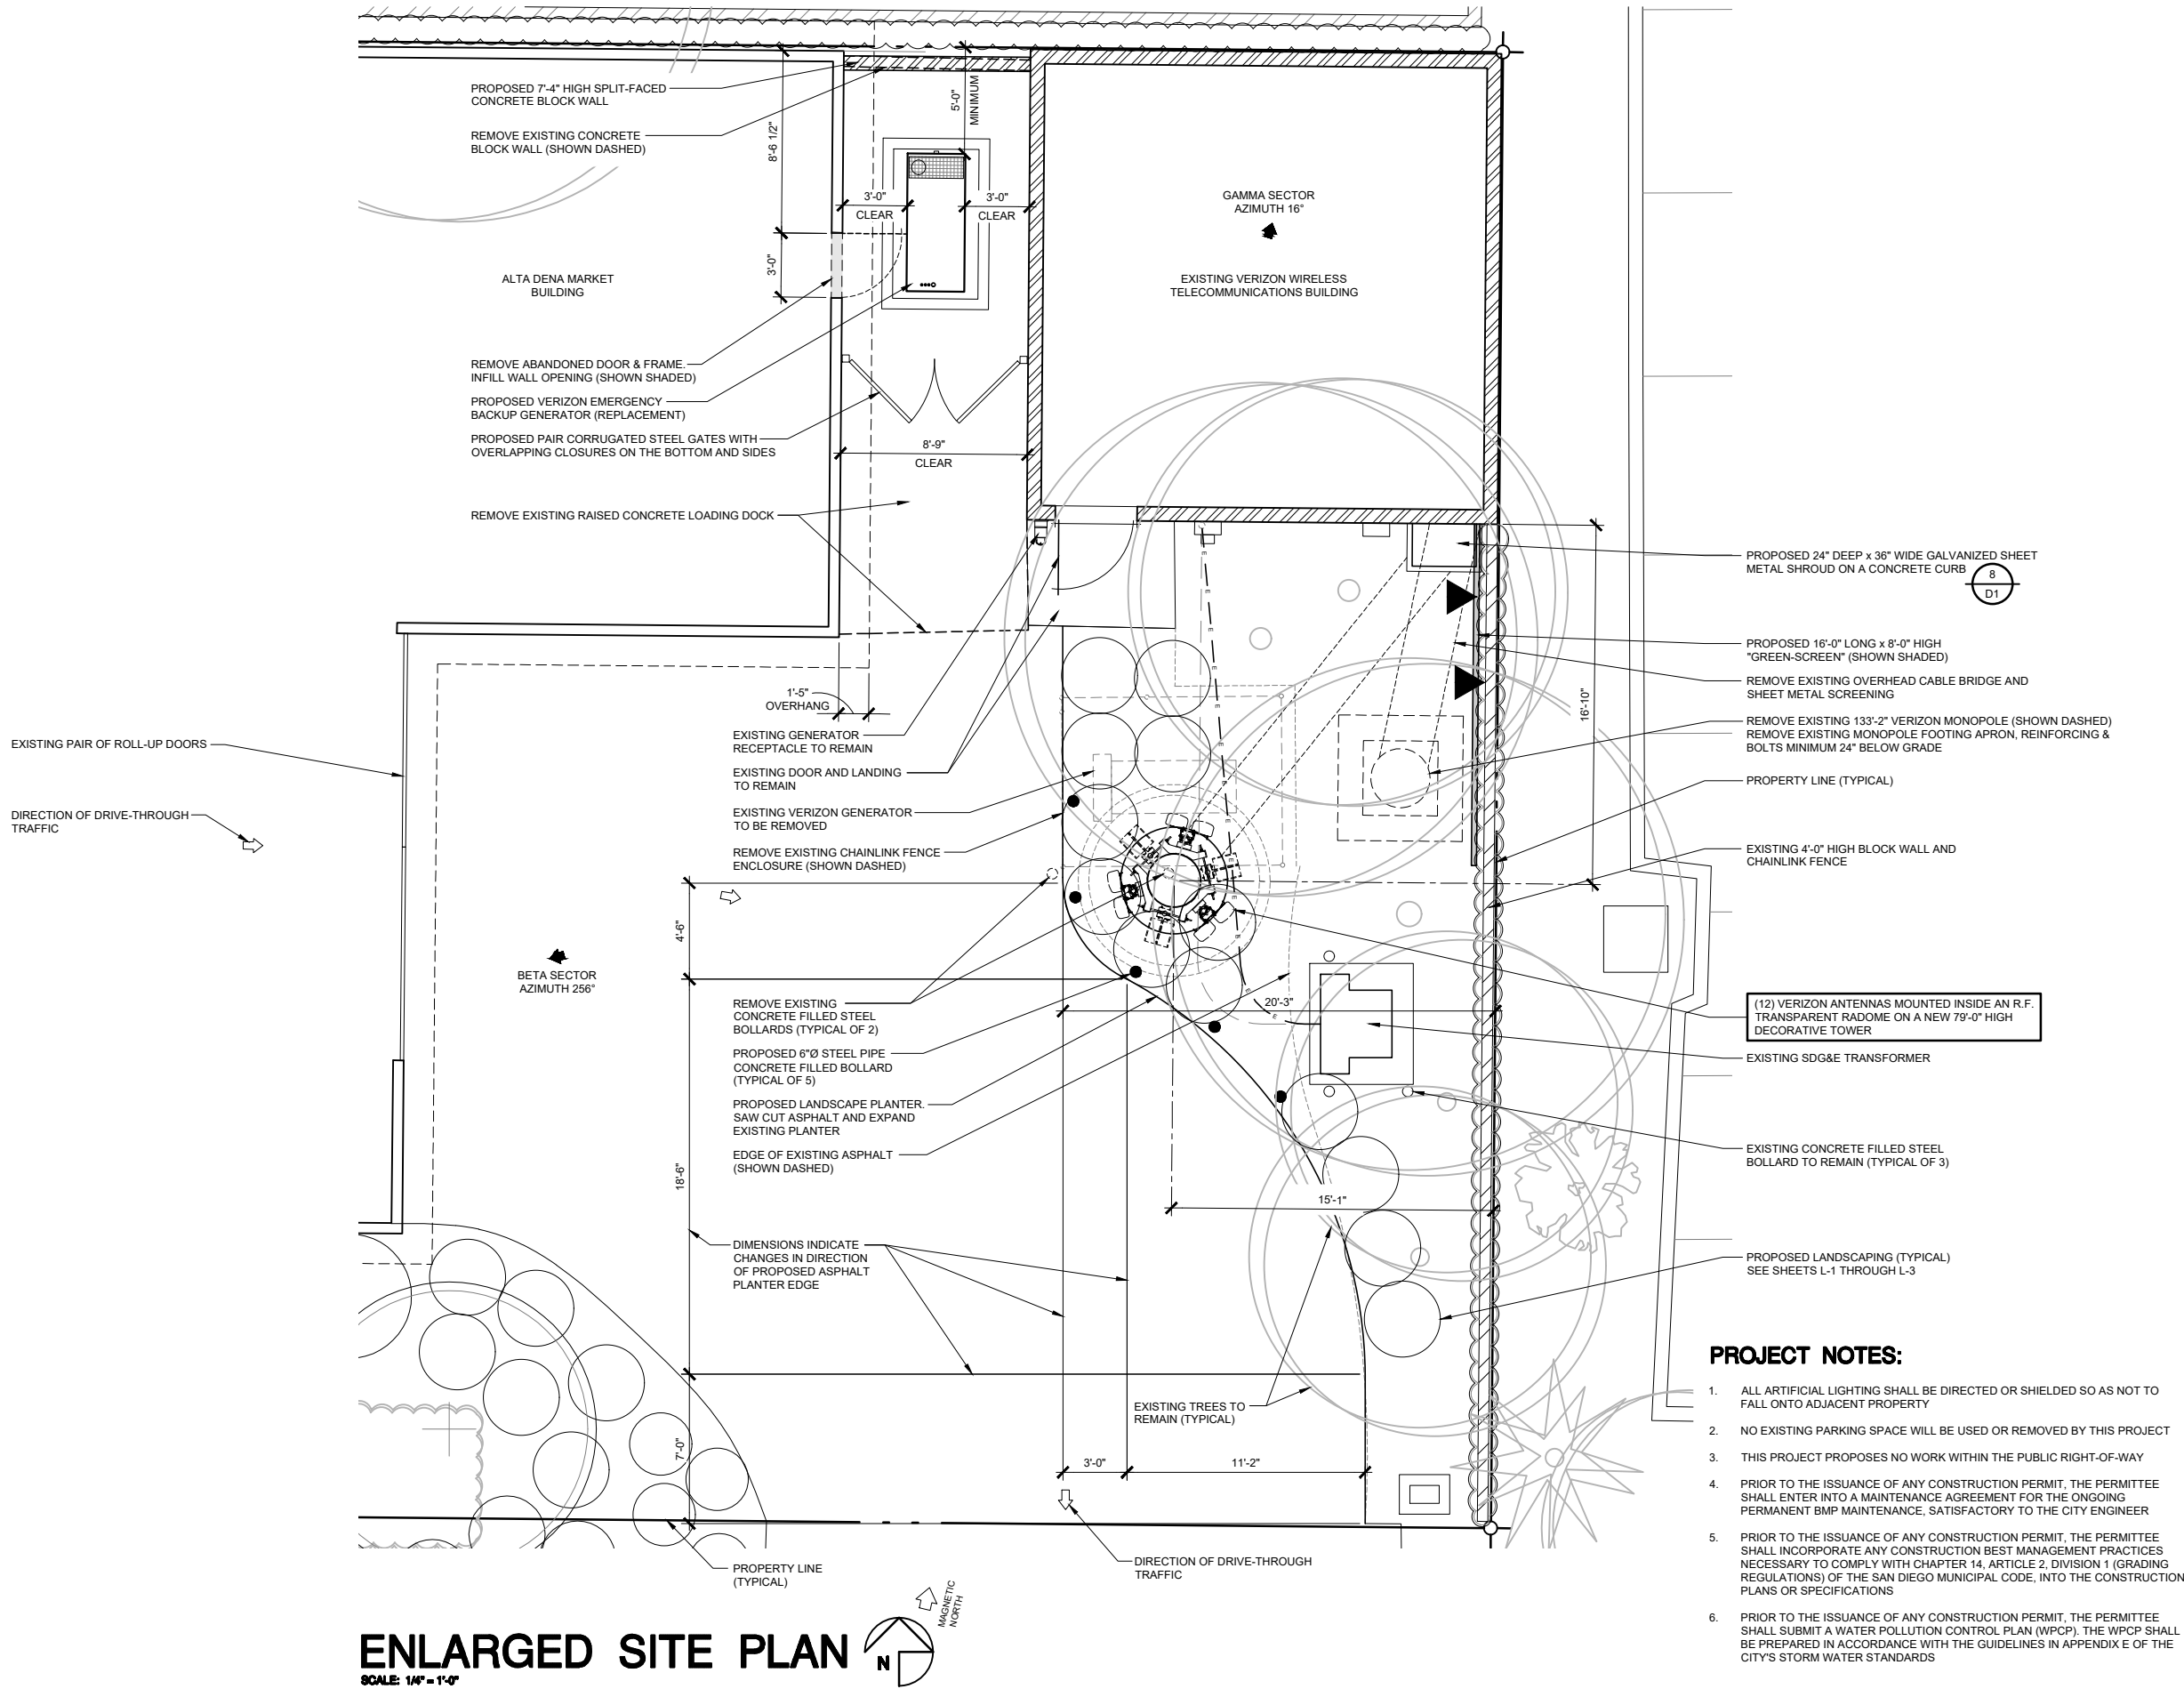 PROPOSED 7'-4" HIGH SPLIT-FACED
CONCRETE BLOCK WALL
REMOVE EXISTING CONCRETE
BLOCK WALL (SHOWN DASHED)
8'-6 1/2"
5'-0"
MINIMUM
3'-0"
CLEAR
3'-0"
CLEAR
3'-0"
GAMMA SECTOR
AZIMUTH 16°
ALTA DENA MARKET
BUILDING
EXISTING VERIZON WIRELESS
TELECOMMUNICATIONS BUILDING
REMOVE ABANDONED DOOR & FRAME.
INFILL WALL OPENING (SHOWN SHADED)
PROPOSED VERIZON EMERGENCY
BACKUP GENERATOR (REPLACEMENT)
PROPOSED PAIR CORRUGATED STEEL GATES WITH
OVERLAPPING CLOSURES ON THE BOTTOM AND SIDES
8'-9"
CLEAR
REMOVE EXISTING RAISED CONCRETE LOADING DOCK
PROPOSED 24" DEEP x 36" WIDE GALVANIZED SHEET
METAL SHROUD ON A CONCRETE CURB
8
D1
PROPOSED 16'-0" LONG x 8'-0" HIGH
"GREEN-SCREEN" (SHOWN SHADED)
REMOVE EXISTING OVERHEAD CABLE BRIDGE AND
SHEET METAL SCREENING
16'-10"
REMOVE EXISTING 133'-2" VERIZON MONOPOLE (SHOWN DASHED)
REMOVE EXISTING MONOPOLE FOOTING APRON, REINFORCING &
BOLTS MINIMUM 24" BELOW GRADE
PROPERTY LINE (TYPICAL)
EXISTING 4'-0" HIGH BLOCK WALL AND
CHAINLINK FENCE
1'-5"
OVERHANG
EXISTING PAIR OF ROLL-UP DOORS
DIRECTION OF DRIVE-THROUGH
TRAFFIC
EXISTING GENERATOR
RECEPTACLE TO REMAIN
EXISTING DOOR AND LANDING
TO REMAIN
EXISTING VERIZON GENERATOR
TO BE REMOVED
REMOVE EXISTING CHAINLINK FENCE
ENCLOSURE (SHOWN DASHED)
4'-6"
BETA SECTOR
AZIMUTH 256°
REMOVE EXISTING
CONCRETE FILLED STEEL
BOLLARDS (TYPICAL OF 2)
PROPOSED 6"Ø STEEL PIPE
CONCRETE FILLED BOLLARD
(TYPICAL OF 5)
PROPOSED LANDSCAPE PLANTER.
SAW CUT ASPHALT AND EXPAND
EXISTING PLANTER
EDGE OF EXISTING ASPHALT
(SHOWN DASHED)
20'-3"
(12) VERIZON ANTENNAS MOUNTED INSIDE AN R.F.
TRANSPARENT RADOME ON A NEW 79'-0" HIGH
DECORATIVE TOWER
EXISTING SDG&E TRANSFORMER
EXISTING CONCRETE FILLED STEEL
BOLLARD TO REMAIN (TYPICAL OF 3)
18'-6"
15'-1"
DIMENSIONS INDICATE
CHANGES IN DIRECTION
OF PROPOSED ASPHALT
PLANTER EDGE
PROPOSED LANDSCAPING (TYPICAL)
SEE SHEETS L-1 THROUGH L-3
EXISTING TREES TO
REMAIN (TYPICAL)
7'-0"
3'-0"
11'-2"
PROPERTY LINE
(TYPICAL)
DIRECTION OF DRIVE-THROUGH
TRAFFIC
PROJECT NOTES:
1. ALL ARTIFICIAL LIGHTING SHALL BE DIRECTED OR SHIELDED SO AS NOT TO
FALL ONTO ADJACENT PROPERTY
2. NO EXISTING PARKING SPACE WILL BE USED OR REMOVED BY THIS PROJECT
3. THIS PROJECT PROPOSES NO WORK WITHIN THE PUBLIC RIGHT-OF-WAY
4. PRIOR TO THE ISSUANCE OF ANY CONSTRUCTION PERMIT, THE PERMITTEE
SHALL ENTER INTO A MAINTENANCE AGREEMENT FOR THE ONGOING
PERMANENT BMP MAINTENANCE, SATISFACTORY TO THE CITY ENGINEER
5. PRIOR TO THE ISSUANCE OF ANY CONSTRUCTION PERMIT, THE PERMITTEE
SHALL INCORPORATE ANY CONSTRUCTION BEST MANAGEMENT PRACTICES
NECESSARY TO COMPLY WITH CHAPTER 14, ARTICLE 2, DIVISION 1 (GRADING
REGULATIONS) OF THE SAN DIEGO MUNICIPAL CODE, INTO THE CONSTRUCTION
PLANS OR SPECIFICATIONS
6. PRIOR TO THE ISSUANCE OF ANY CONSTRUCTION PERMIT, THE PERMITTEE
SHALL SUBMIT A WATER POLLUTION CONTROL PLAN (WPCP). THE WPCP SHALL
BE PREPARED IN ACCORDANCE WITH THE GUIDELINES IN APPENDIX E OF THE
CITY'S STORM WATER STANDARDS
MAGNETIC
NORTH
N
ENLARGED SITE PLAN
SCALE: 1/4" = 1'-0"